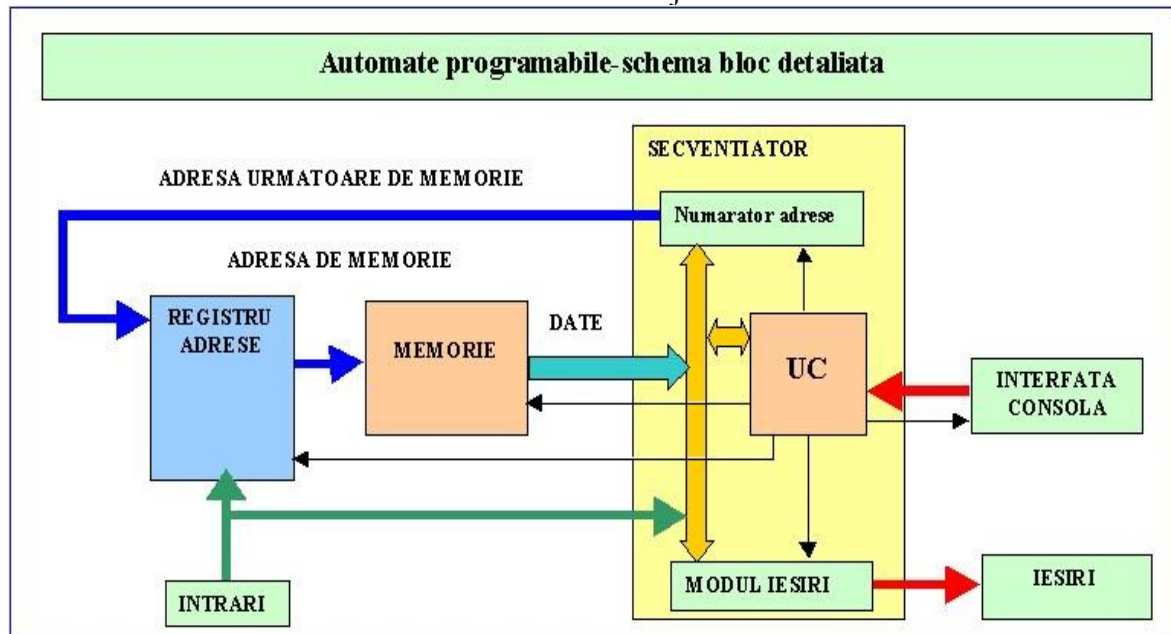 Automate programabile-schema bloc detaliata
SECVENTIATOR
ADRESA URMATOARE DE MEMORIE
Numarator adrese
ADRESA DE MEMORIE
REGISTRU
ADRESE
DATE
MEMORIE
UC
INTERFATA
CONSOLA
MODUL IESIRI
IESIRI
INTRARI